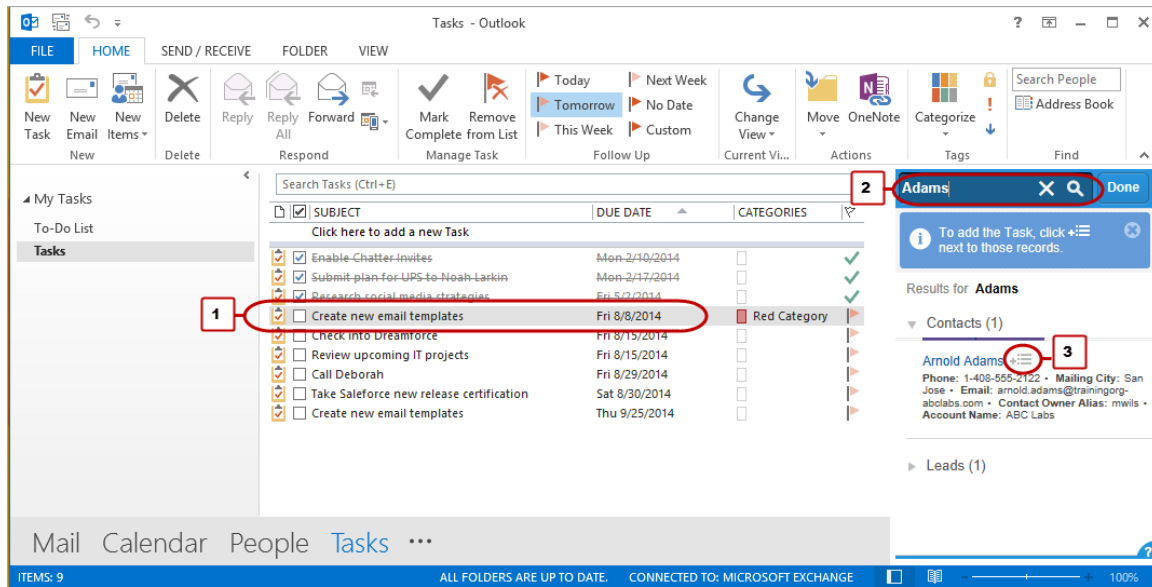 Tasks - Outlook
?
FILE HOME SEND / RECEIVE FOLDER VIEW
New Task
New Email
New Items
New
Delete
Delete
Reply
Reply All
Forward
Respond
Mark Complete
Remove from List
Manage Task
Today
Next Week
Tomorrow
No Date
This Week
Custom
Follow Up
Change View
Current Vi...
Move
OneNote
Actions
Categorize
Tags
Search People
Address Book
Find
My Tasks
To-Do List
Tasks
Search Tasks (Ctrl+E)
SUBJECT DUE DATE CATEGORIES
Click here to add a new Task
Enable Chatter Invites Mon 2/10/2014
Submit plan for UPS to Noah Larkin Mon 2/17/2014
Research social media strategies Fri 5/2/2014
1
Create new email templates Fri 8/8/2014 Red Category
Check into Dreamforce Fri 8/15/2014
Review upcoming IT projects Fri 8/15/2014
Call Deborah Fri 8/29/2014
Take Saleforce new release certification Sat 8/30/2014
Create new email templates Thu 9/25/2014
2
Adams Done
To add the Task, click +
next to those records.
Results for Adams
Contacts (1)
Arnold Adams
3
Phone: 1-408-555-2122 • Mailing City: San
Jose • Email: arnold.adams@trainingorg-
abclabs.com • Contact Owner Alias: mwils •
Account Name: ABC Labs
Leads (1)
Mail Calendar People Tasks •••
?
ITEMS: 9 ALL FOLDERS ARE UP TO DATE. CONNECTED TO: MICROSOFT EXCHANGE 100%